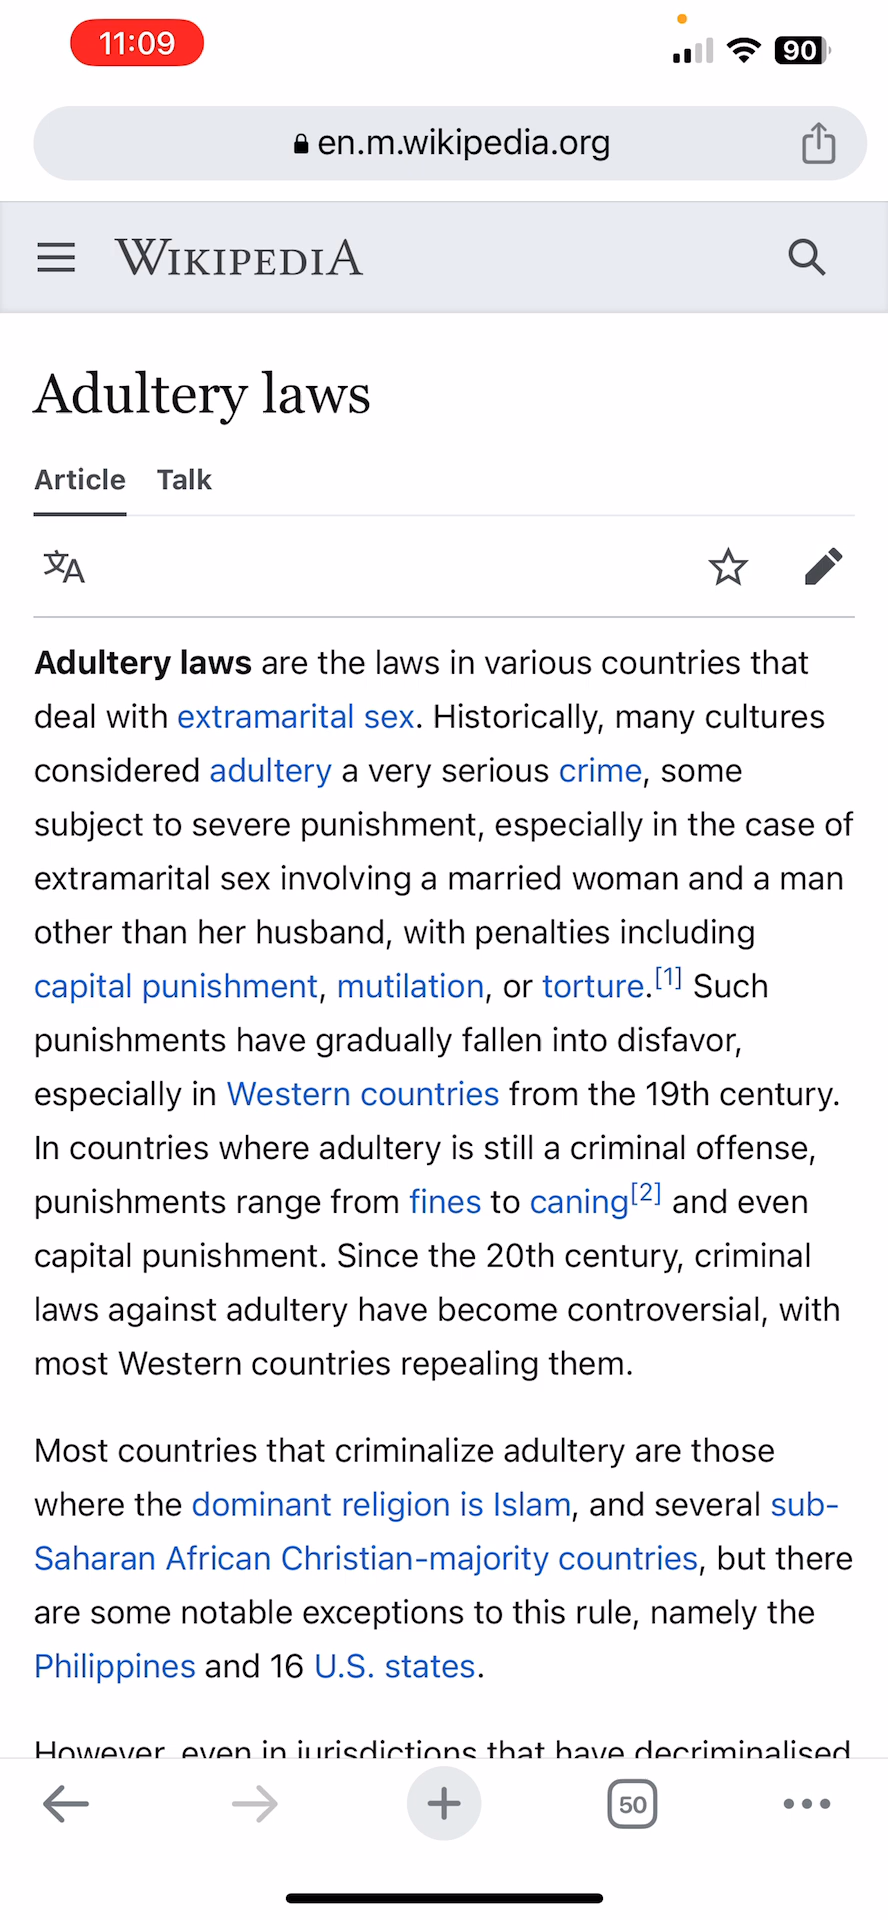 11:09
90
en.m.wikipedia.org
WIKIPEDIA
Adultery laws
Article Talk
文A
Adultery laws are the laws in various countries that
deal with extramarital sex. Historically, many cultures
considered adultery a very serious crime, some
subject to severe punishment, especially in the case of
extramarital sex involving a married woman and a man
other than her husband, with penalties including
capital punishment, mutilation, or torture.[1] Such
punishments have gradually fallen into disfavor,
especially in Western countries from the 19th century.
In countries where adultery is still a criminal offense,
punishments range from fines to caning[2] and even
capital punishment. Since the 20th century, criminal
laws against adultery have become controversial, with
most Western countries repealing them.
Most countries that criminalize adultery are those
where the dominant religion is Islam, and several sub-
Saharan African Christian-majority countries, but there
are some notable exceptions to this rule, namely the
Philippines and 16 U.S. states.
However, even in jurisdictions that have decriminalised
50